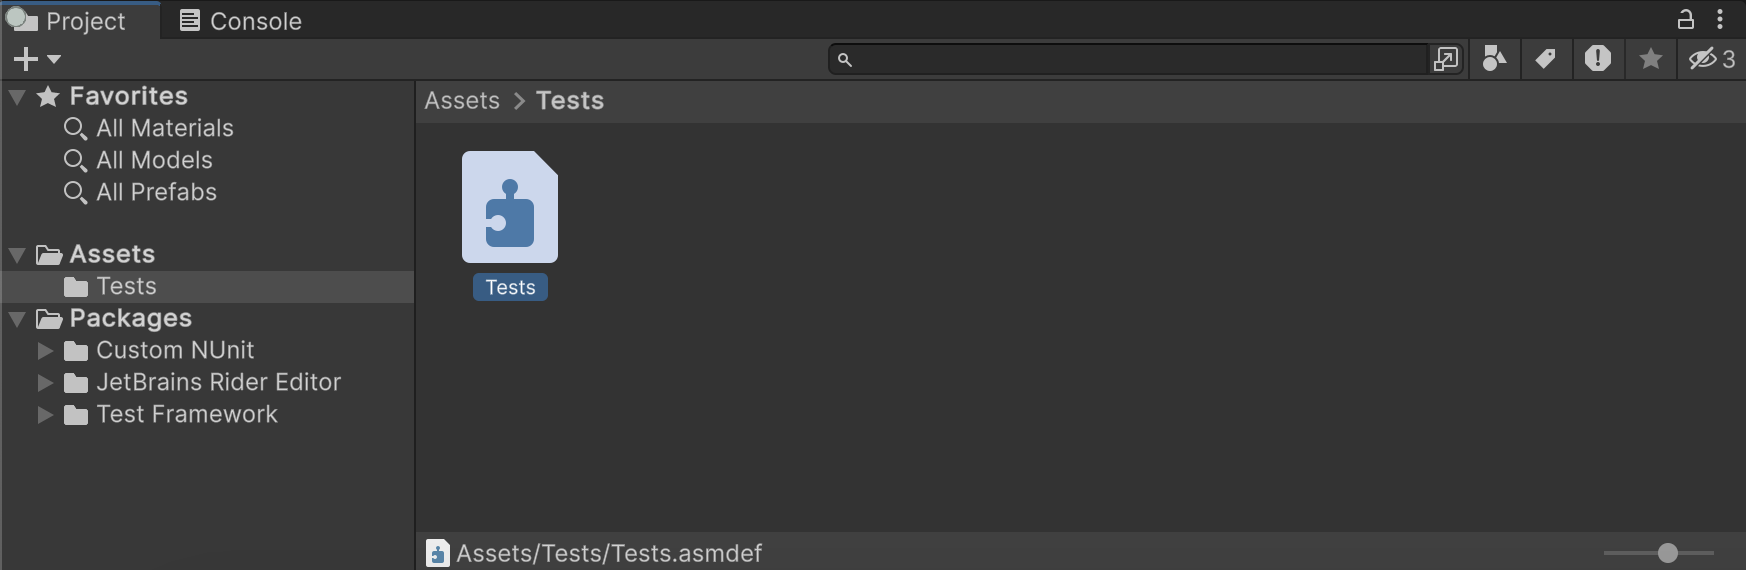 Project
Console
3
Favorites
All Materials
All Models
All Prefabs
Assets
Tests
Packages
Custom NUnit
JetBrains Rider Editor
Test Framework
Assets > Tests
Tests
Assets/Tests/Tests.asmdef